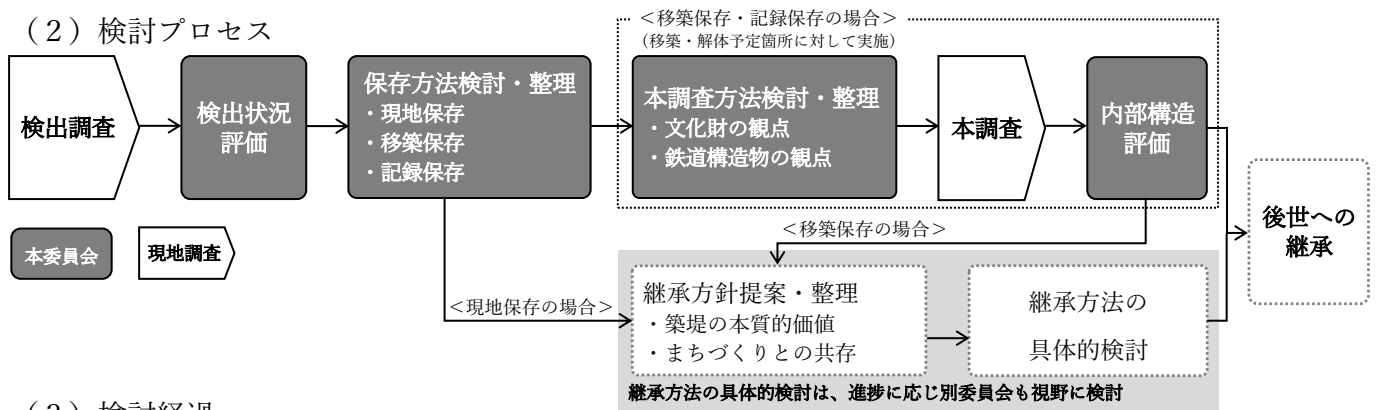 （２）検討プロセス
＜移築保存・記録保存の場合＞
（移築・解体予定箇所に対して実施）
検出調査
検出状況
評価
保存方法検討・整理
・現地保存
・移築保存
・記録保存
本調査方法検討・整理
・文化財の観点
・鉄道構造物の観点
本調査
内部構造
評価
後世への
継承
本委員会
現地調査
＜移築保存の場合＞
＜現地保存の場合＞
継承方針提案・整理
・築堤の本質的価値
・まちづくりとの共存
継承方法の
具体的検討
継承方法の具体的検討は、進捗に応じ別委員会も視野に検討